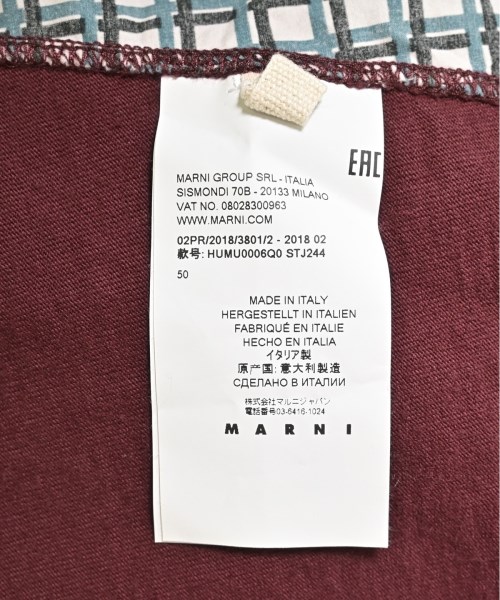 EAC
MARNI GROUP SRL - ITALIA
SISMONDI 70B - 20133 MILANO
VAT NO. 08028300963
WWW.MARNI.COM
02PR/2018/3801/2 - 2018 02
款号: HUMU0006Q0 STJ244
50
MADE IN ITALY
HERGESTELLT IN ITALIEN
FABRIQUÉ EN ITALIE
HECHO EN ITALIA
イタリア製
原产国: 意大利製造
СДЕЛАНО В ИТАЛИИ
株式会社マルニジャパン
電話番号03-6416-1024
MARNI